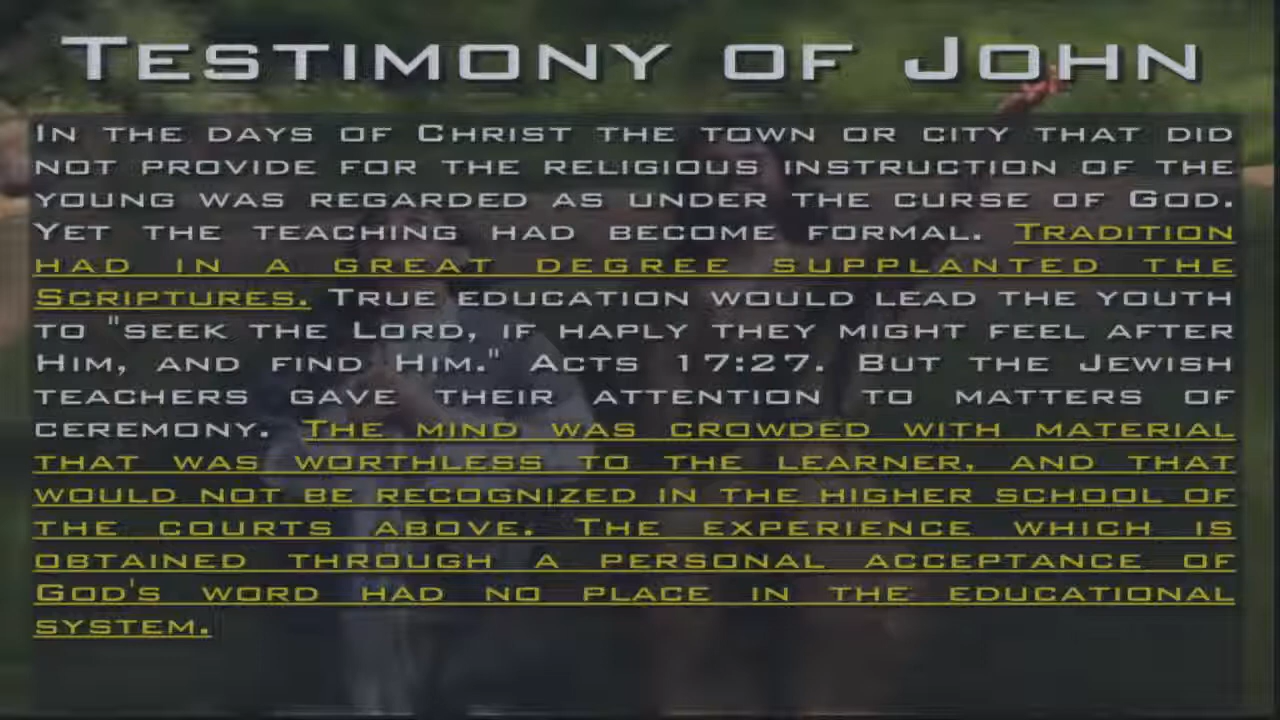 Testimony of John
In the days of Christ the town or city that did
not provide for the religious instruction of the
young was regarded as under the curse of God.
Yet the teaching had become formal. Tradition
had in a great degree supplanted the
Scriptures. True education would lead the youth
to "seek the Lord, if haply they might feel after
Him, and find Him." Acts 17:27. But the Jewish
teachers gave their attention to matters of
ceremony. The mind was crowded with material
that was worthless to the learner, and that
would not be recognized in the higher school of
the courts above. The experience which is
obtained through a personal acceptance of
God's word had no place in the educational
system.